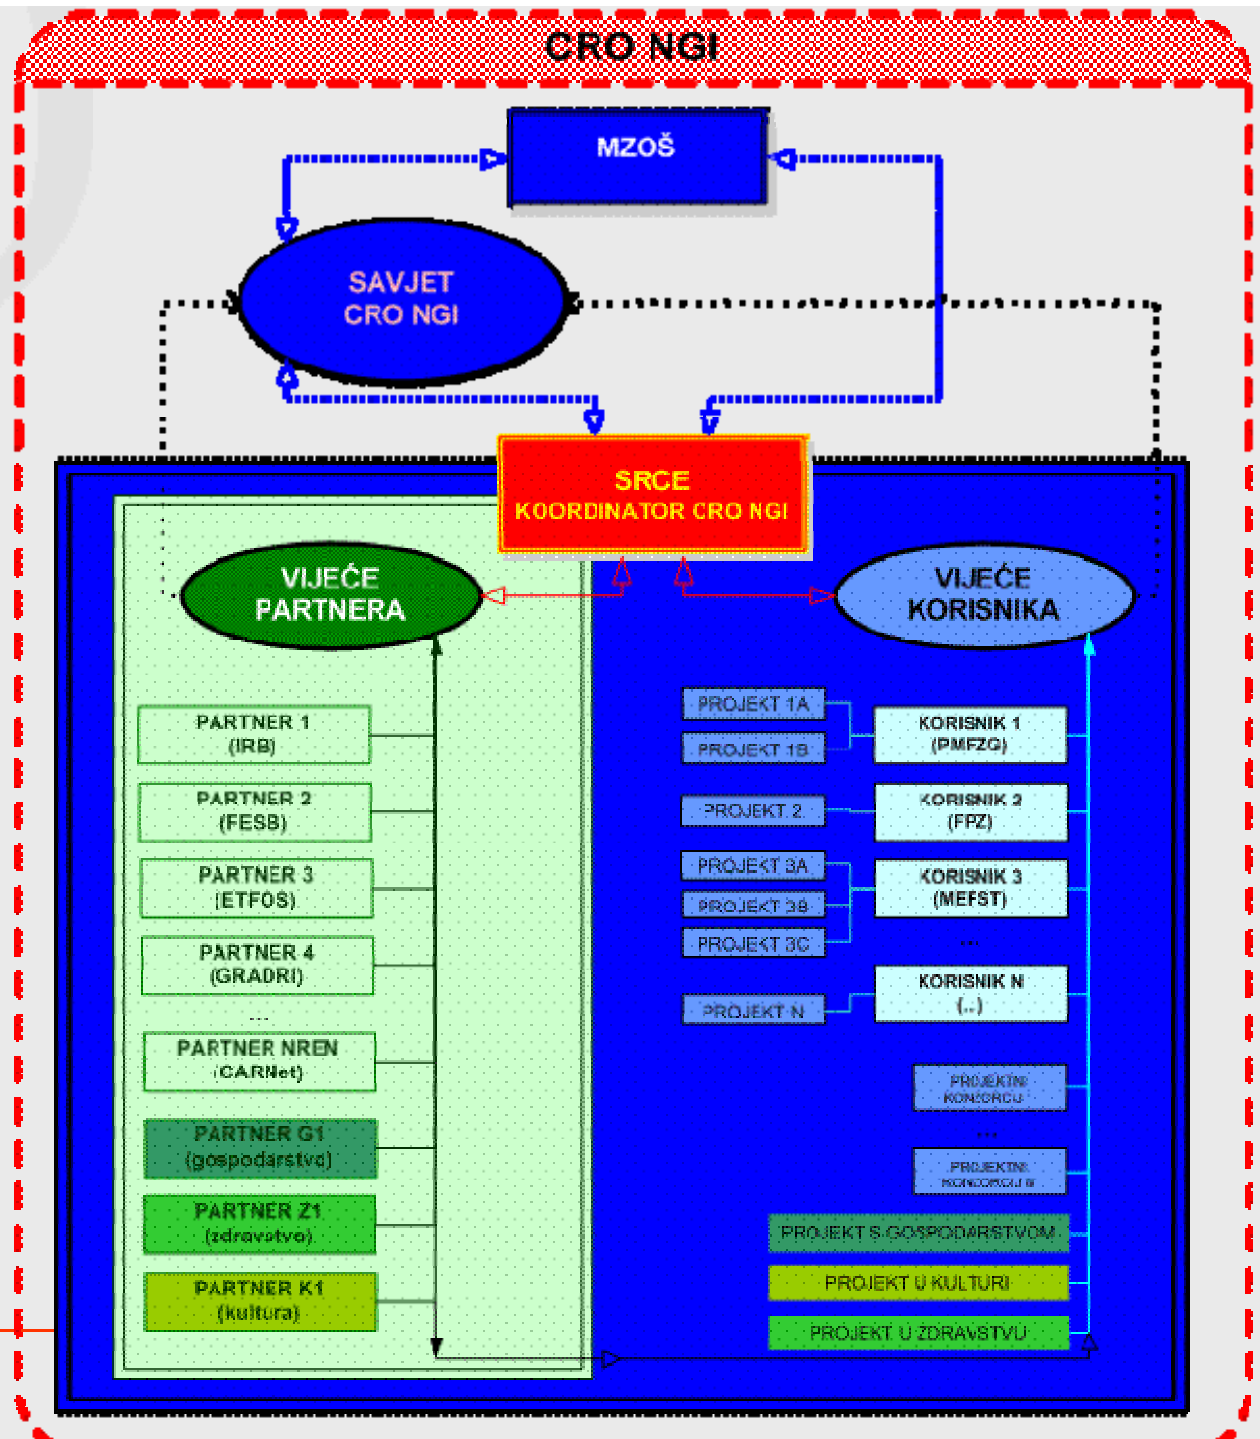 CRO NGI
MZOŠ
SAVJET
CRO NGI
SRCE
KOORDINATOR CRO NGI
VIJEĆE
PARTNERA
VIJEĆE
KORISNIKA
PARTNER 1
(IRB)
PARTNER 2
(FESB)
PARTNER 3
(ETFOS)
PARTNER 4
(GRADRI)
...
PARTNER NREN
(CARNet)
PARTNER G1
(gospodarstvo)
PARTNER Z1
(zdravstvo)
PARTNER K1
(kultura)
PROJEKT 1A
PROJEKT 1B
KORISNIK 1
(PMFZG)
PROJEKT 2
KORISNIK 2
(FPZ)
PROJEKT 3A
PROJEKT 3B
PROJEKT 3C
KORISNIK 3
(MEFST)
...
PROJEKT N
KORISNIK N
(..)
PROJEKTNI
...
PROJEKTNI
PROJEKT S GOSPODARSTVOM
PROJEKT U KULTURI
PROJEKT U ZDRAVSTVU